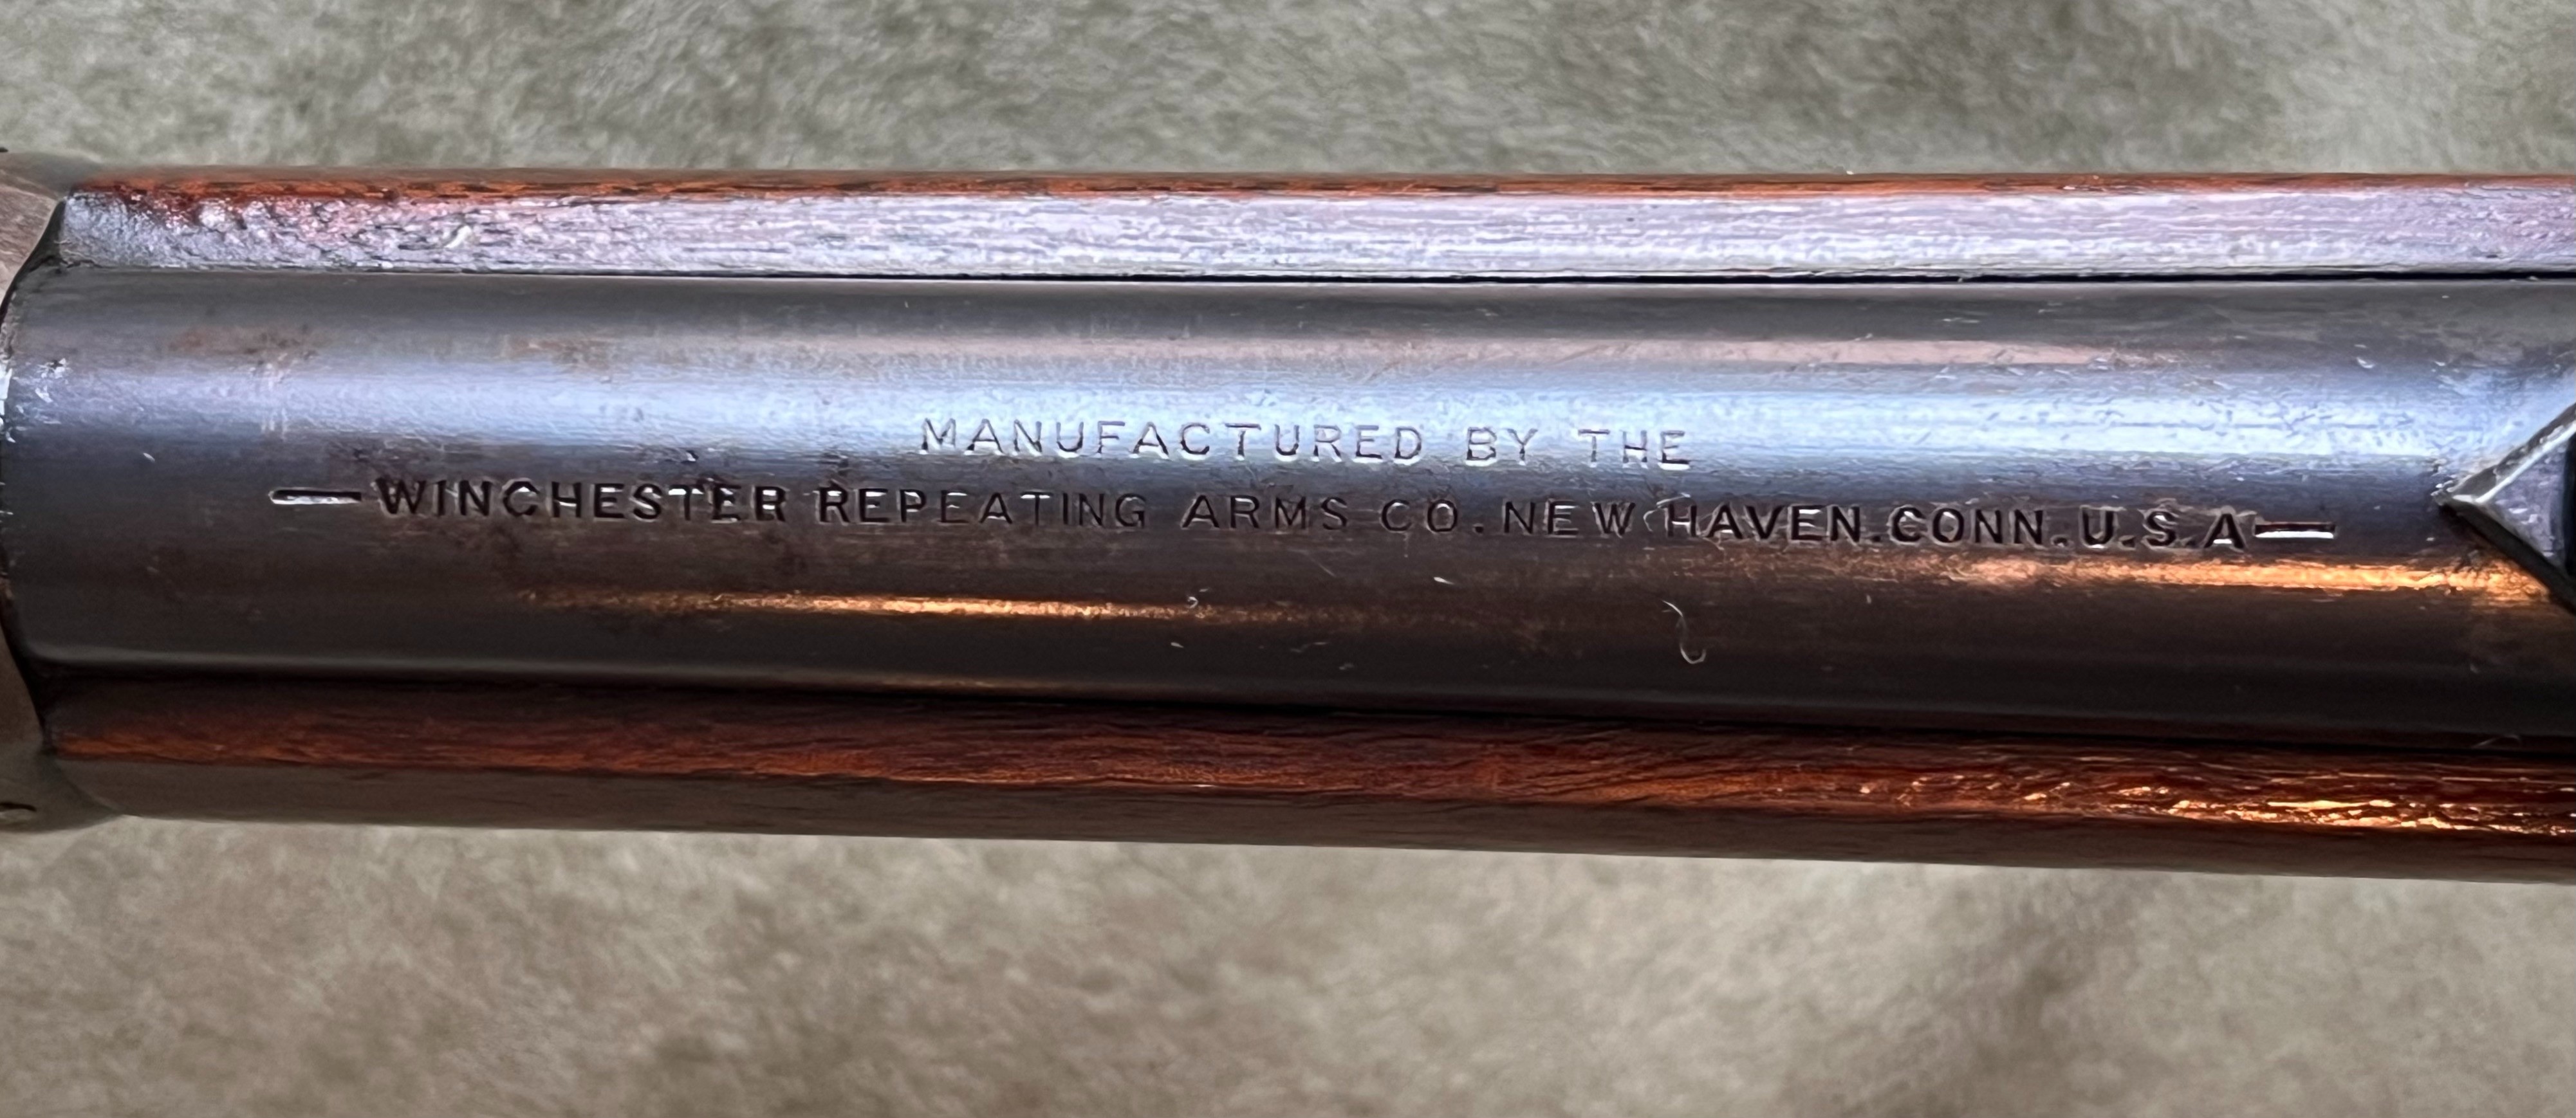 MANUFACTURED BY THE
—WINCHESTER REPEATING ARMS CO. NEW HAVEN. CONN. U.S.A—